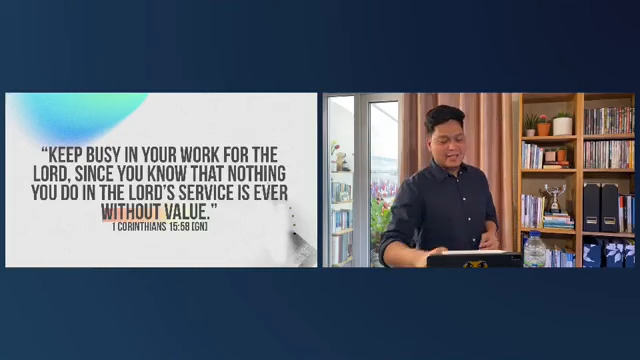 “KEEP BUSY IN YOUR WORK FOR THE
LORD, SINCE YOU KNOW THAT NOTHING
YOU DO IN THE LORD’S SERVICE IS EVER
WITHOUT VALUE.”
1 CORINTHIANS 15:58 [GN]